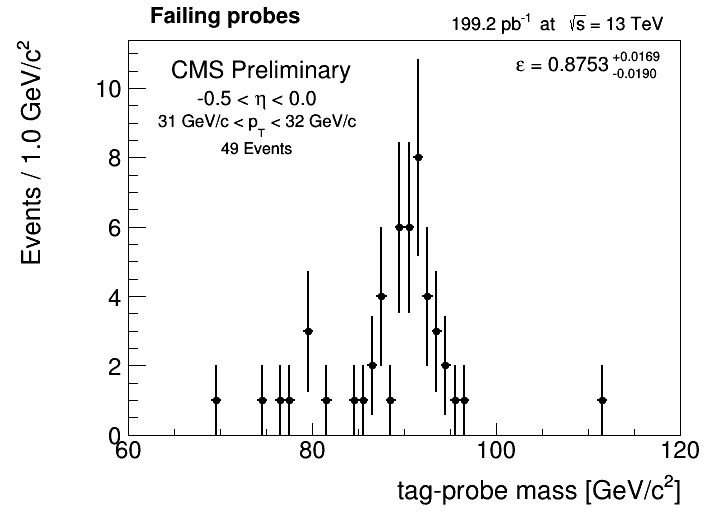 Failing probes
199.2 pb⁻¹ at √s = 13 TeV
CMS Preliminary
-0.5 < η < 0.0
31 GeV/c < p_T < 32 GeV/c
49 Events
ε = 0.8753 +0.0169 -0.0190
Events / 1.0 GeV/c²
10
8
6
4
2
0
60 80 100 120
tag-probe mass [GeV/c²]